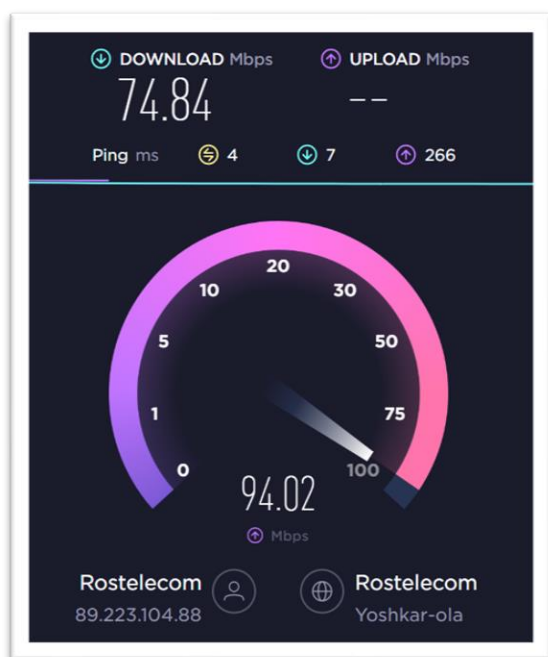 DOWNLOAD Mbps
UPLOAD Mbps
74.84
--
Ping ms 4 7 266
20
10 30
5 50
1 75
0 100
94.02
Mbps
Rostelecom
89.223.104.88
Rostelecom
Yoshkar-ola